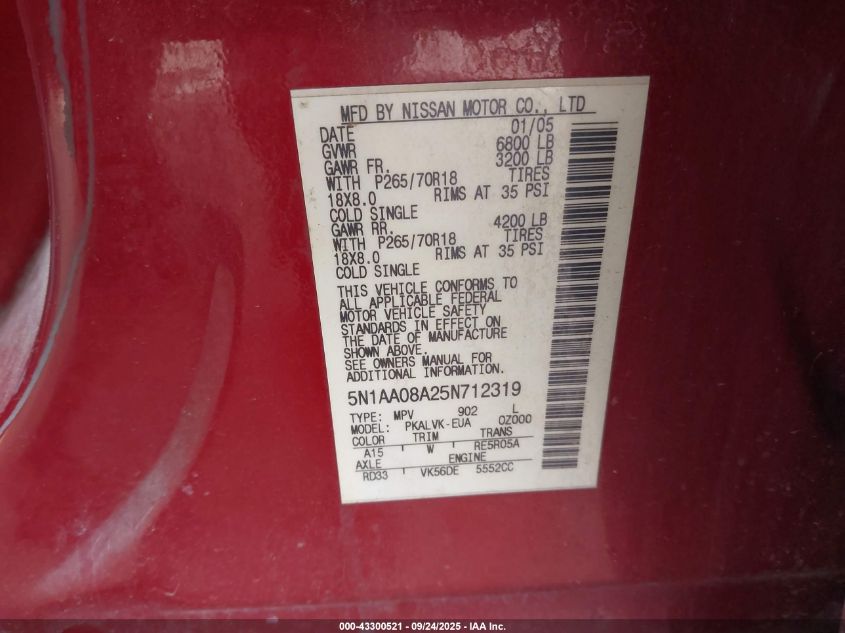 MFD BY NISSAN MOTOR CO., LTD
DATE 01/05
GVWR 6800 LB
GAWR FR. 3200 LB
WITH P265/70R18 TIRES
18X8.0 RIMS AT 35 PSI
COLD SINGLE
GAWR RR. 4200 LB
WITH P265/70R18 TIRES
18X8.0 RIMS AT 35 PSI
COLD SINGLE
THIS VEHICLE CONFORMS TO
ALL APPLICABLE FEDERAL
MOTOR VEHICLE SAFETY
STANDARDS IN EFFECT ON
THE DATE OF MANUFACTURE
SHOWN ABOVE.
SEE OWNERS MANUAL FOR
ADDITIONAL INFORMATION.
5N1AA08A25N712319
TYPE: MPV 902 L
MODEL: PKALVK-EUA 0Z000
COLOR TRIM TRANS
A15 W RE5R05A
AXLE ENGINE
RD33 VK56DE 5552CC
000-43300521 - 09/24/2025 - IAA Inc.